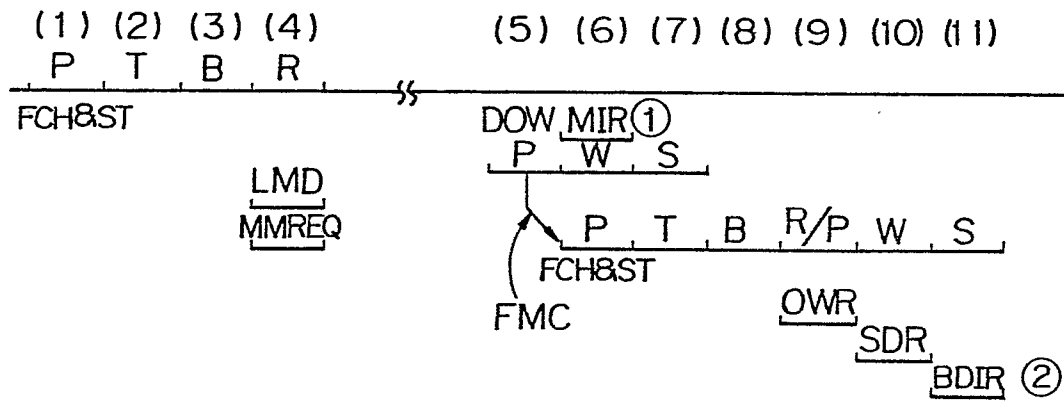 (1) (2) (3) (4) (5) (6) (7) (8) (9) (10) (11)
P T B R
FCH&ST DOW MIR ①
P W S
LMD
MMREQ P T B R/P W S
FCH&ST
FMC OWR
SDR
BDIR ②